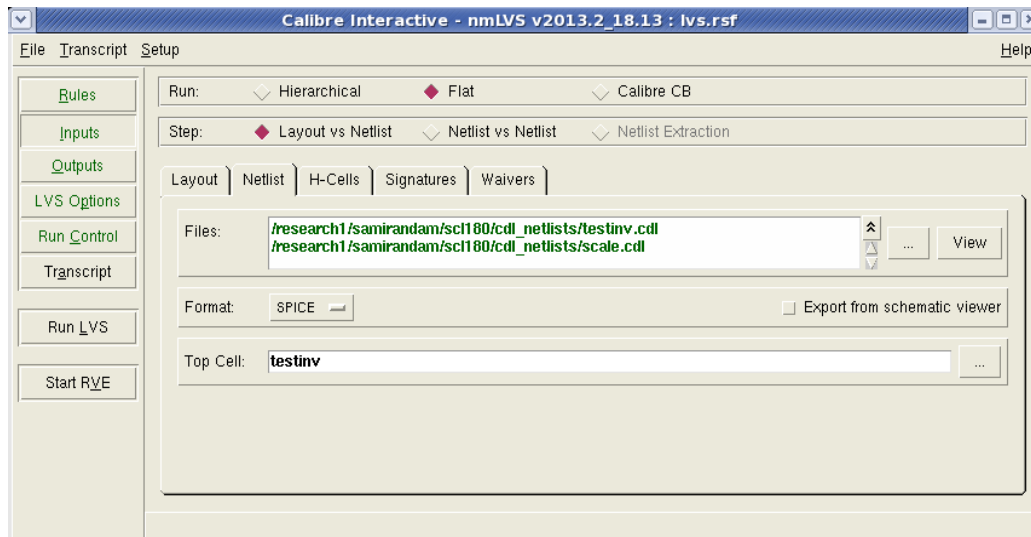 Calibre Interactive - nmLVS v2013.2_18.13 : lvs.rsf
File Transcript Setup Help
Rules
Inputs
Outputs
LVS Options
Run Control
Transcript
Run LVS
Start RVE
Run: Hierarchical Flat Calibre CB
Step: Layout vs Netlist Netlist vs Netlist Netlist Extraction
Layout Netlist H-Cells Signatures Waivers
Files: /research1/samirandam/scl180/cdl_netlists/testinv.cdl
/research1/samirandam/scl180/cdl_netlists/scale.cdl
... View
Format: SPICE Export from schematic viewer
Top Cell: testinv ...